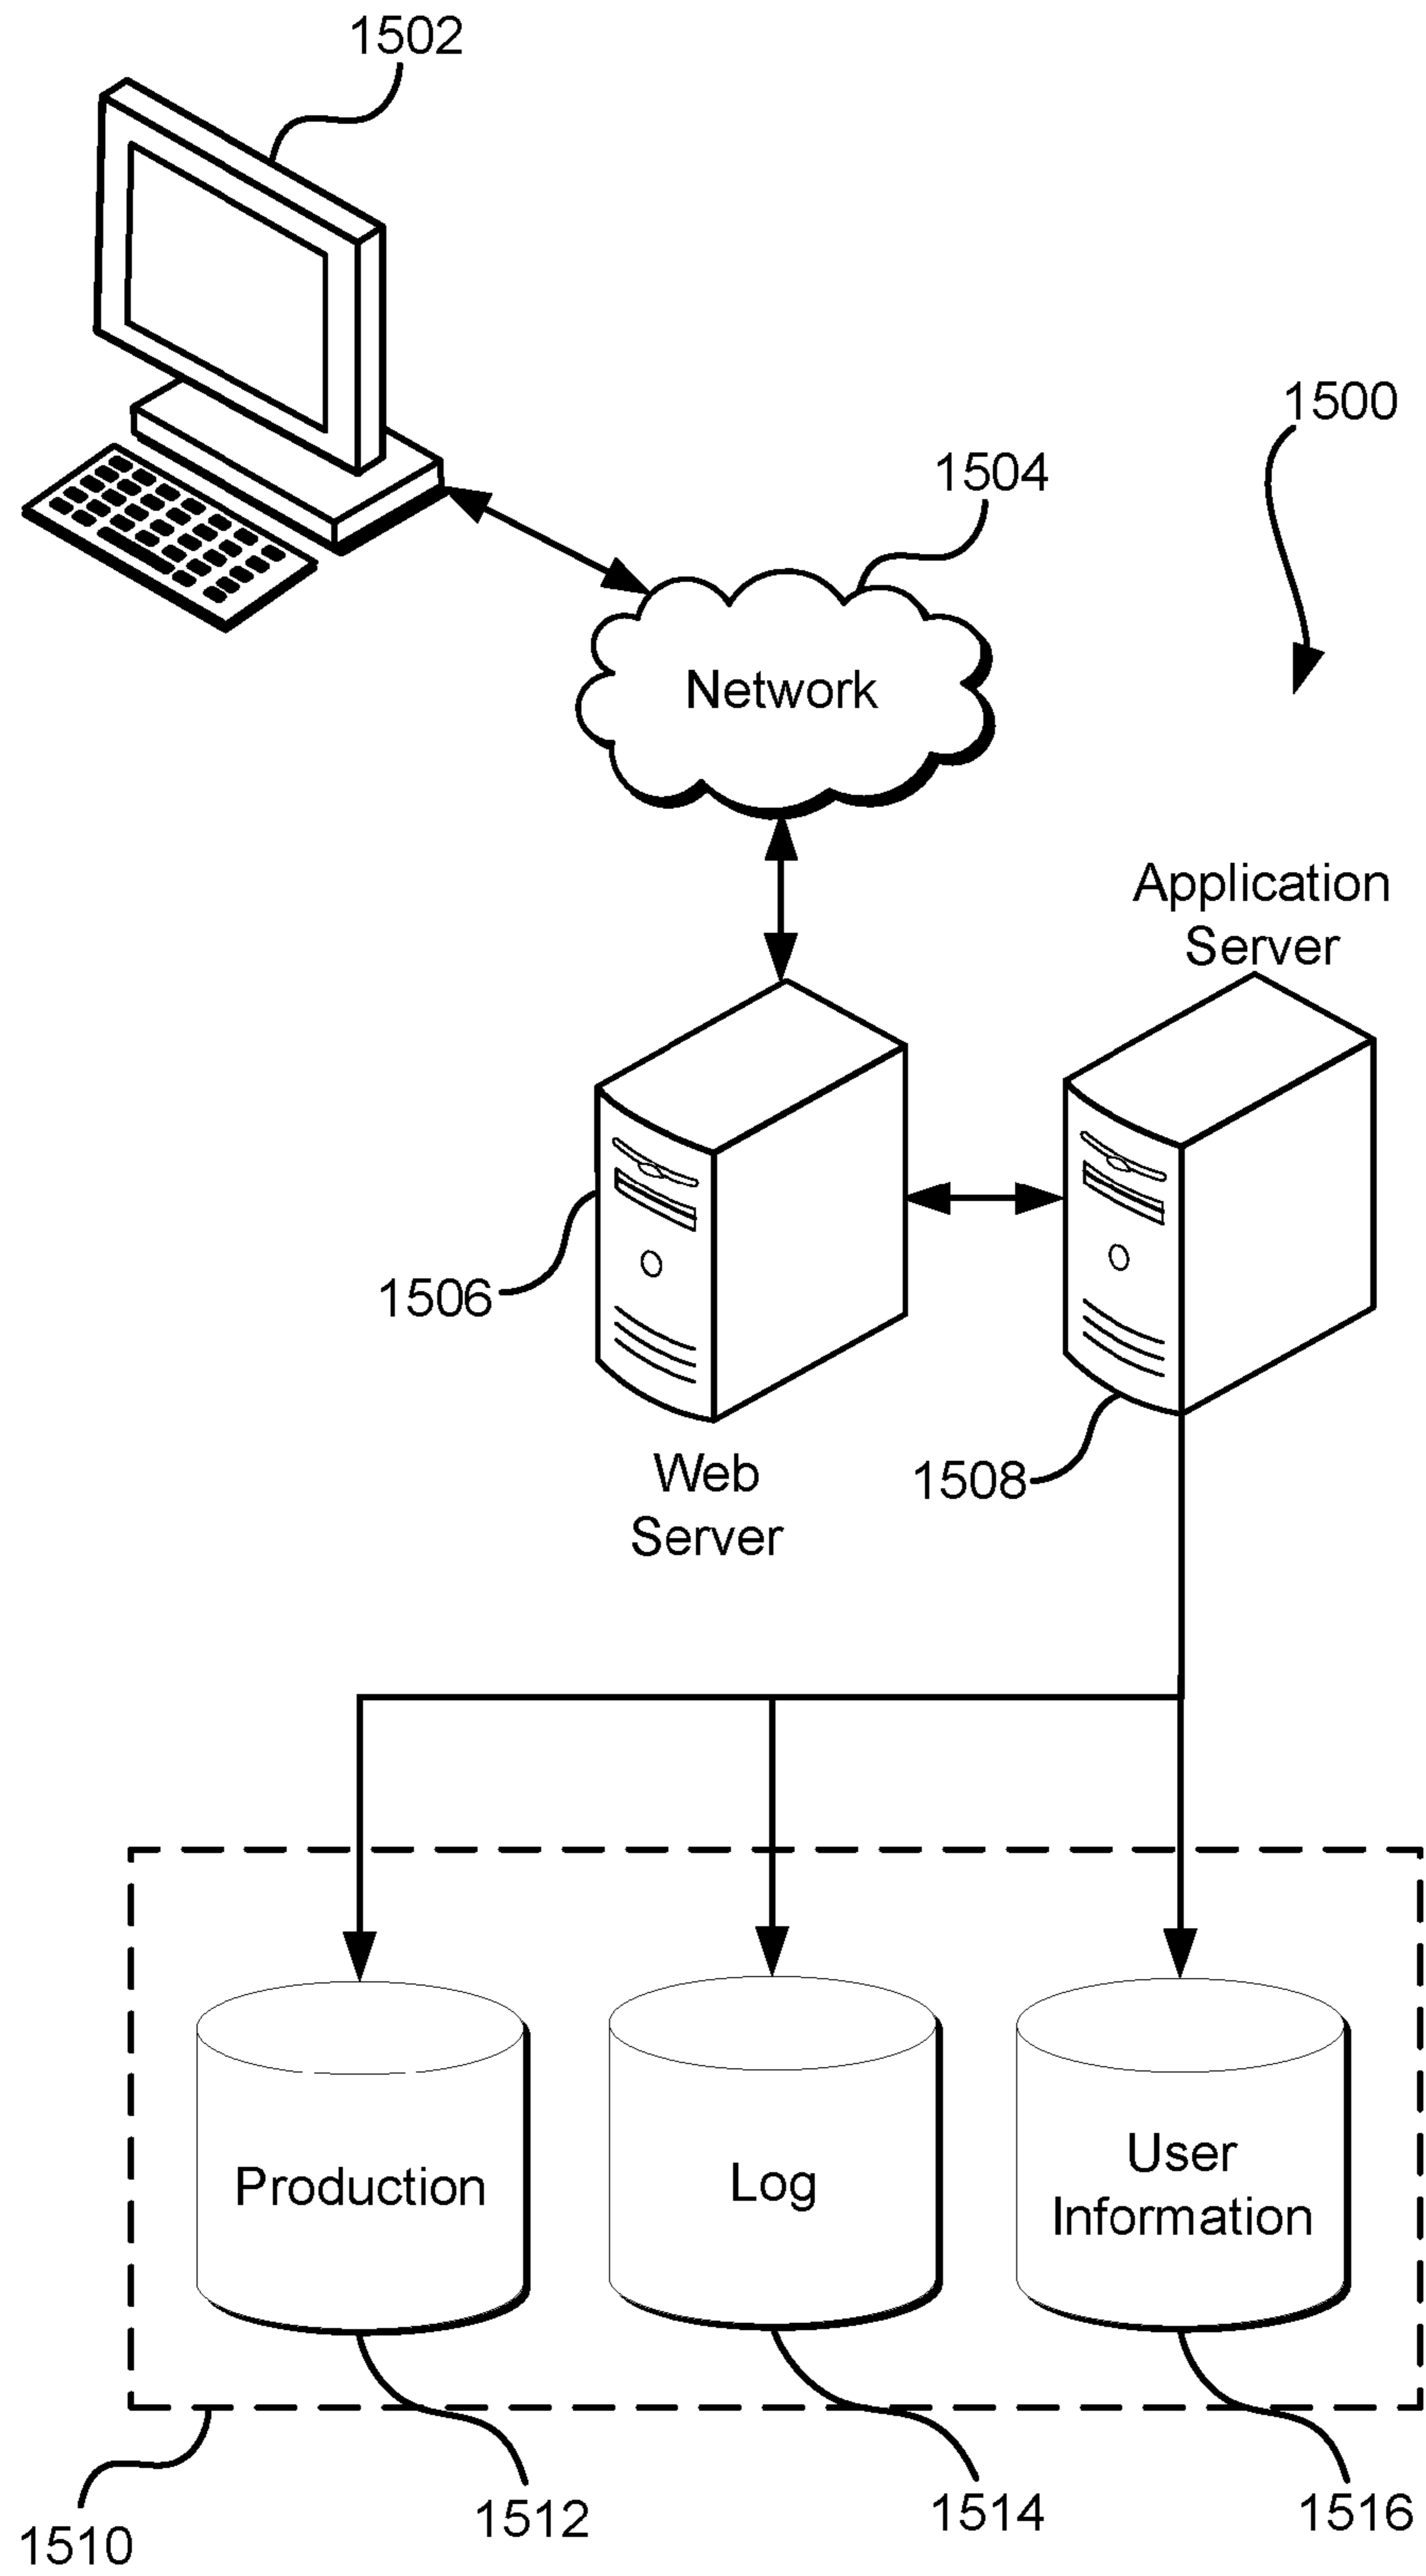 1502
1500
1504
Network
Application
Server
1506
Web
Server
1508
Production
Log
User
Information
1510
1512
1514
1516